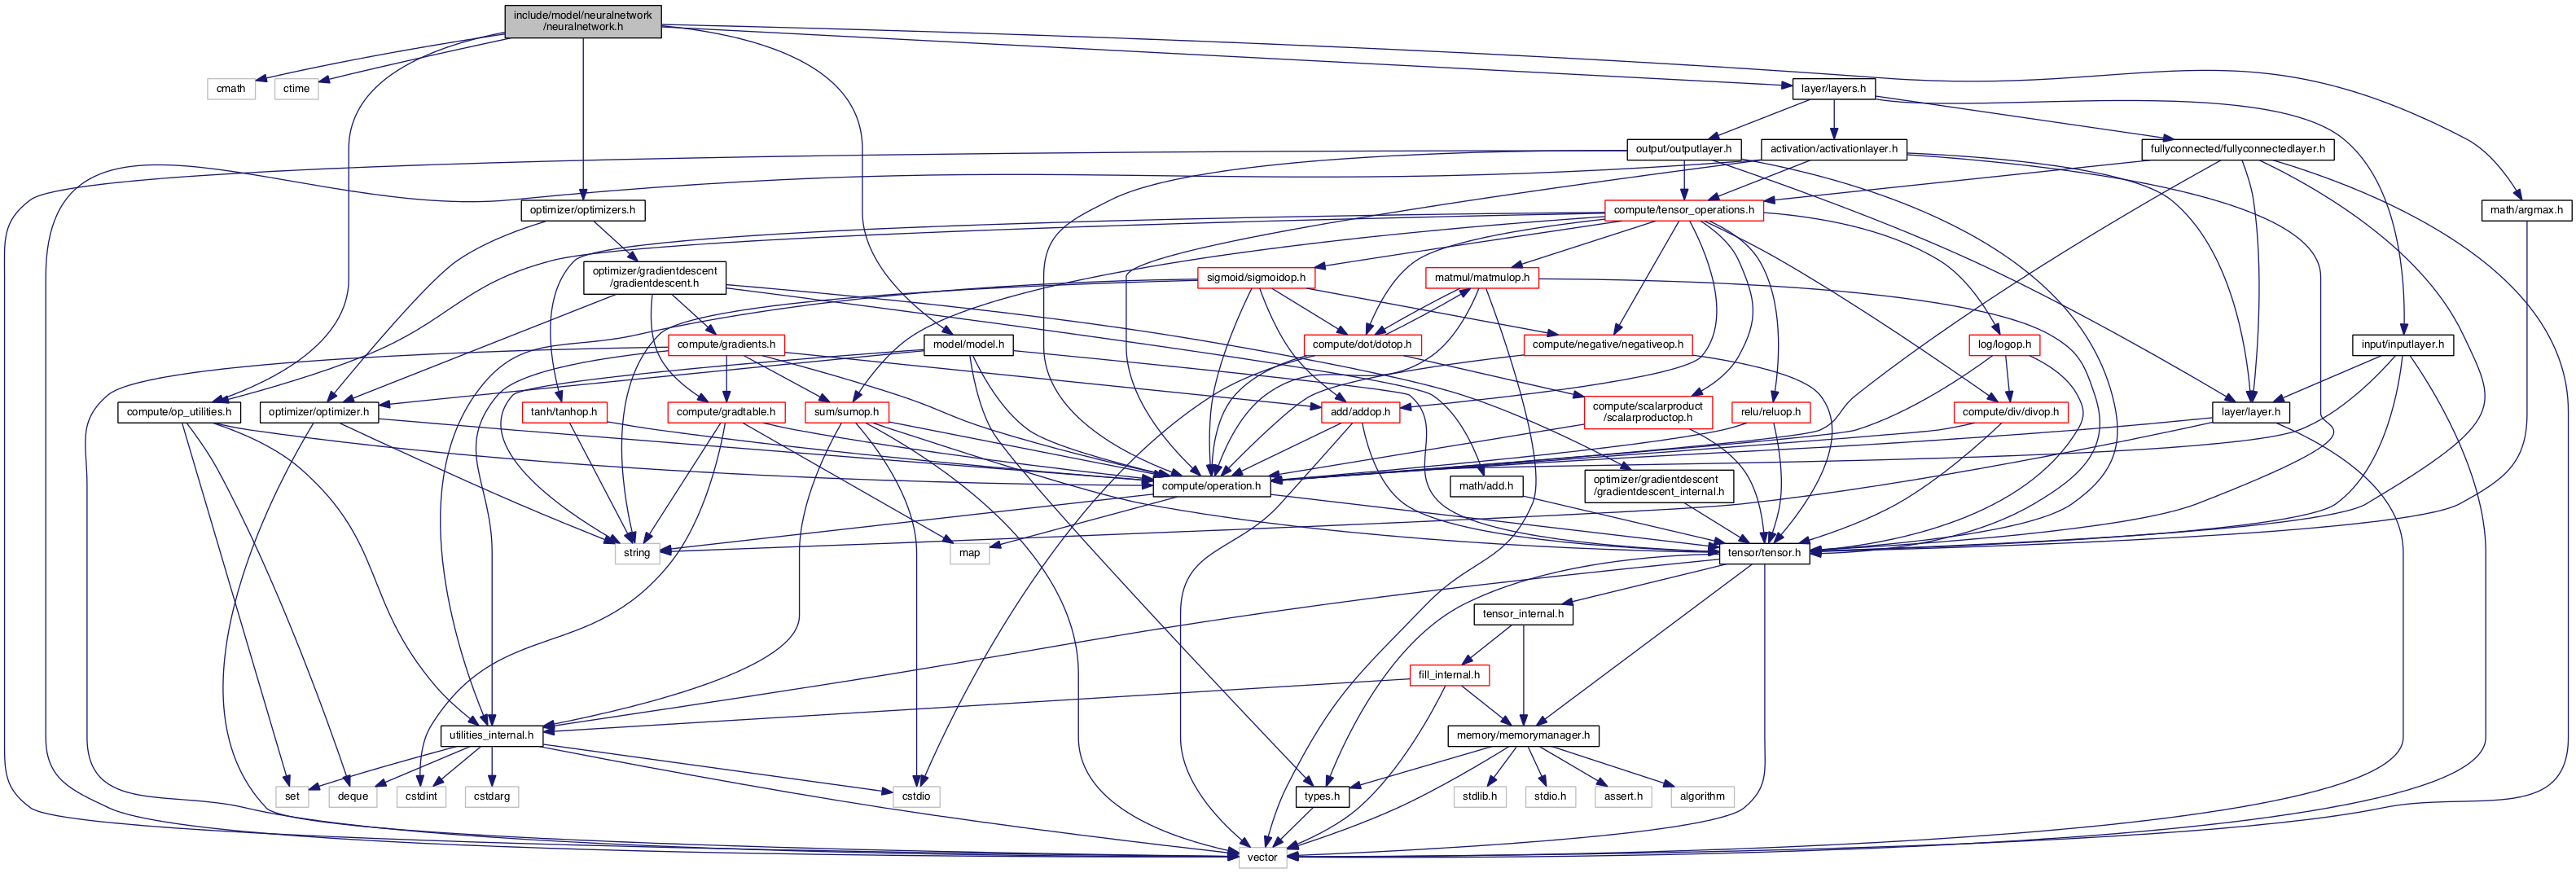 include/model/neuralnetwork
/neuralnetwork.h
cmath
ctime
layer/layers.h
output/outputlayer.h
activation/activationlayer.h
fullyconnected/fullyconnectedlayer.h
optimizer/optimizers.h
compute/tensor_operations.h
math/argmax.h
optimizer/gradientdescent
/gradientdescent.h
sigmoid/sigmoidop.h
matmul/matmulop.h
compute/gradients.h
model/model.h
compute/dot/dotop.h
compute/negative/negativeop.h
log/logop.h
input/inputlayer.h
compute/op_utilities.h
optimizer/optimizer.h
tanh/tanhop.h
compute/gradtable.h
sum/sumop.h
add/addop.h
compute/scalarproduct
/scalarproductop.h
relu/reluop.h
compute/div/divop.h
layer/layer.h
compute/operation.h
math/add.h
optimizer/gradientdescent
/gradientdescent_internal.h
string
map
tensor/tensor.h
tensor_internal.h
fill_internal.h
utilities_internal.h
memory/memorymanager.h
set
deque
cstdint
cstdarg
cstdio
types.h
stdlib.h
stdio.h
assert.h
algorithm
vector